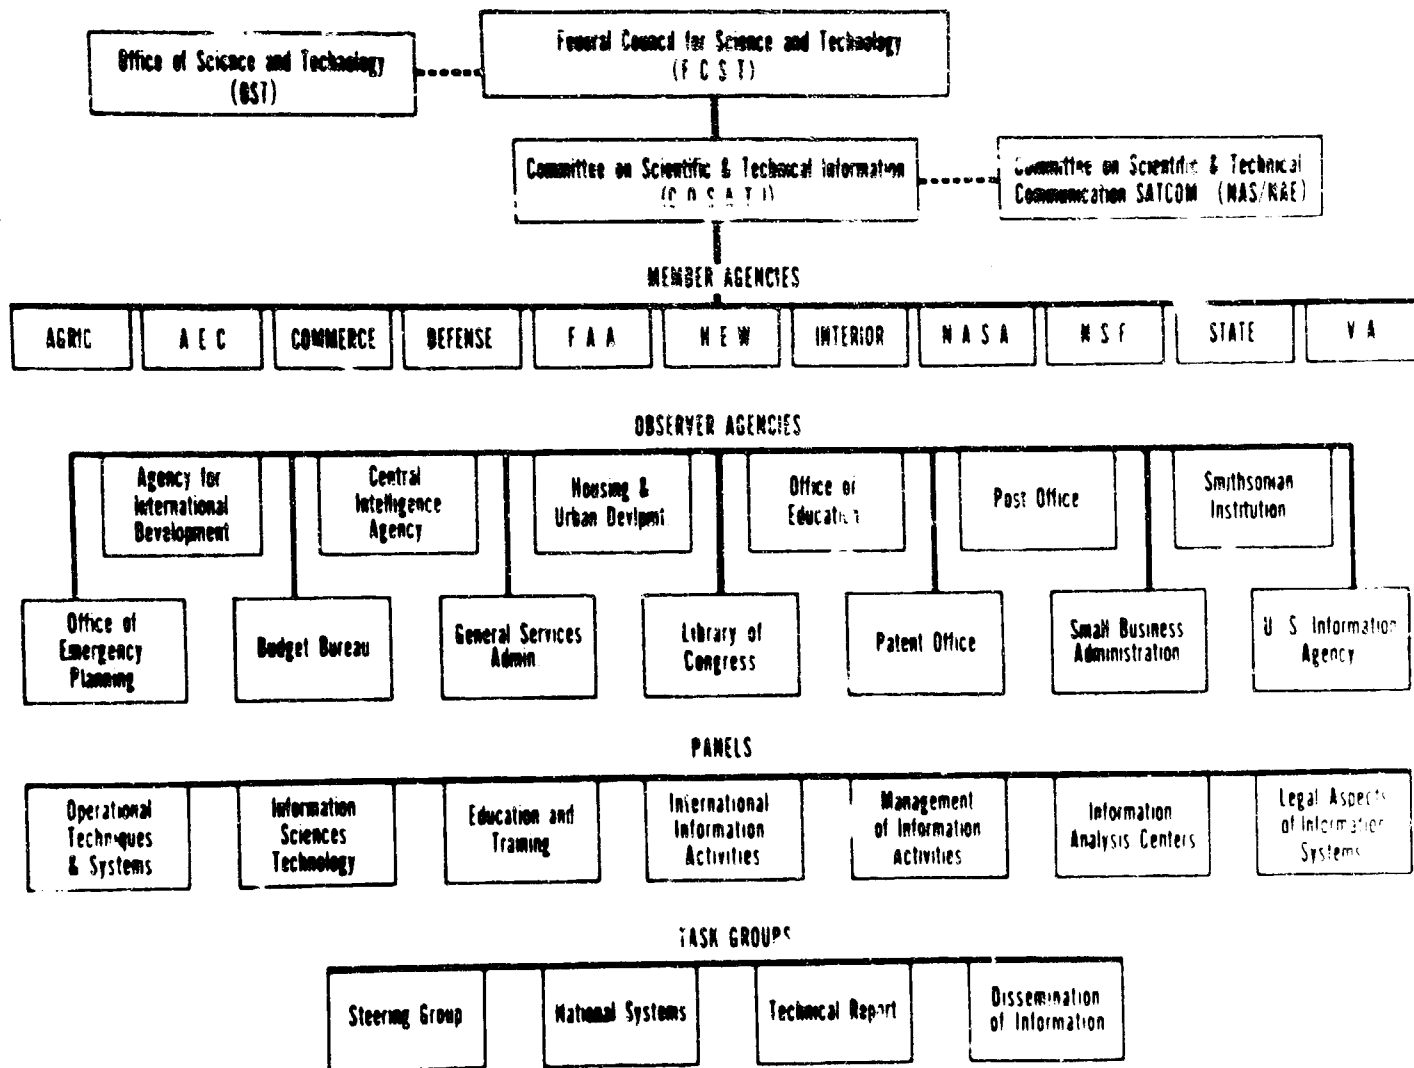 Office of Science and Technology
(OST)
Federal Council for Science and Technology
(F C S T)
Committee on Scientific & Technical Information
(C O S A T I)
Committee on Scientific & Technical
Communication SATCOM (NAS/NAE)
MEMBER AGENCIES
AGRIC
A E C
COMMERCE
DEFENSE
F A A
H E W
INTERIOR
N A S A
N S F
STATE
V A
OBSERVER AGENCIES
Agency for
International
Development
Central
Intelligence
Agency
Housing &
Urban Devlpmt
Office of
Education
Post Office
Smithsonian
Institution
Office of
Emergency
Planning
Budget Bureau
General Services
Admin
Library of
Congress
Patent Office
Small Business
Administration
U S Information
Agency
PANELS
Operational
Techniques
& Systems
Information
Sciences
Technology
Education and
Training
International
Information
Activities
Management
of Information
Activities
Information
Analysis Centers
Legal Aspects
of Information
Systems
TASK GROUPS
Steering Group
National Systems
Technical Report
Dissemination
of Information